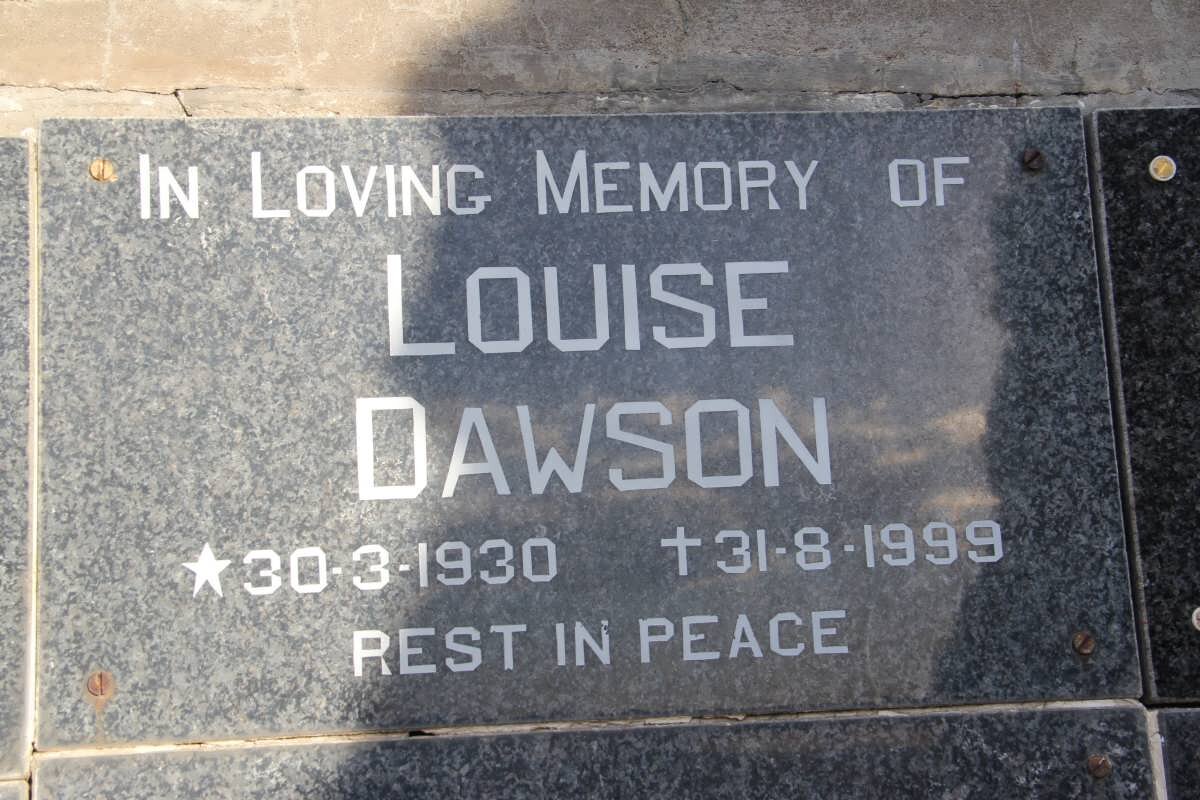 IN LOVING MEMORY OF
LOUISE
DAWSON
★30-3-1930 ✝31-8-1999
REST IN PEACE